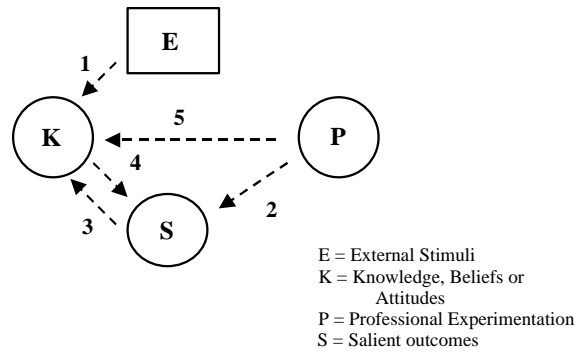 E
1
5
K
P
4
2
3
S
E = External Stimuli
K = Knowledge, Beliefs or
Attitudes
P = Professional Experimentation
S = Salient outcomes